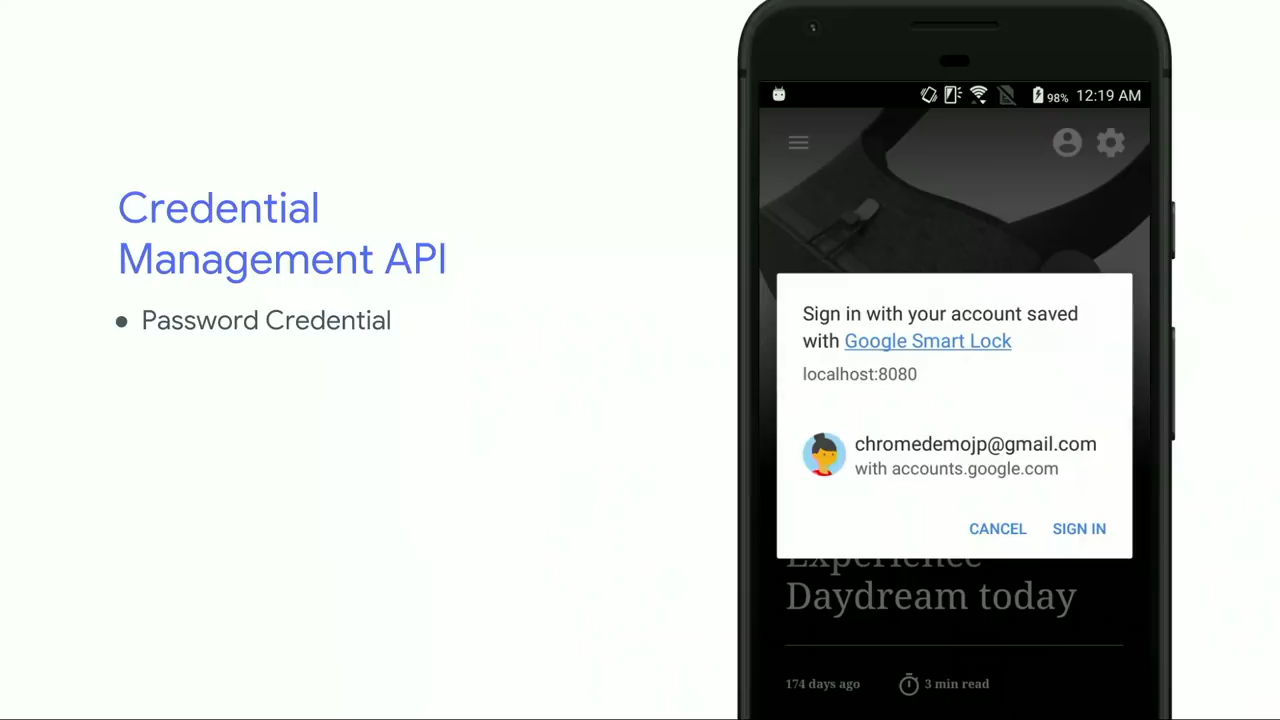 Credential
Management API
• Password Credential
98% 12:19 AM
Sign in with your account saved
with Google Smart Lock
localhost:8080
chromedemojp@gmail.com
with accounts.google.com
CANCEL SIGN IN
Experience
Daydream today
174 days ago 3 min read